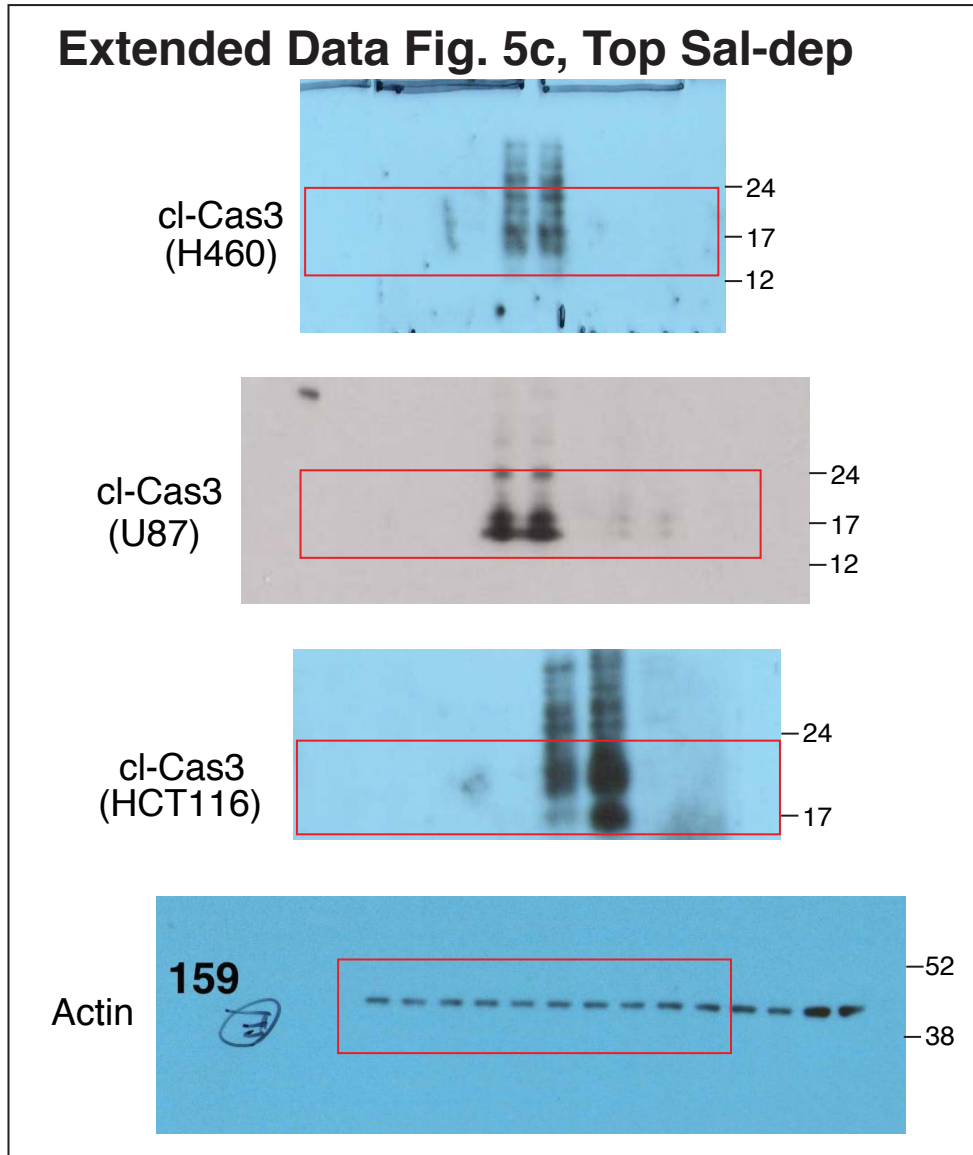 Extended Data Fig. 5c, Top Sal-dep
cl-Cas3
(H460)
24
17
12
cl-Cas3
(U87)
24
17
12
cl-Cas3
(HCT116)
24
17
159
Actin
52
38